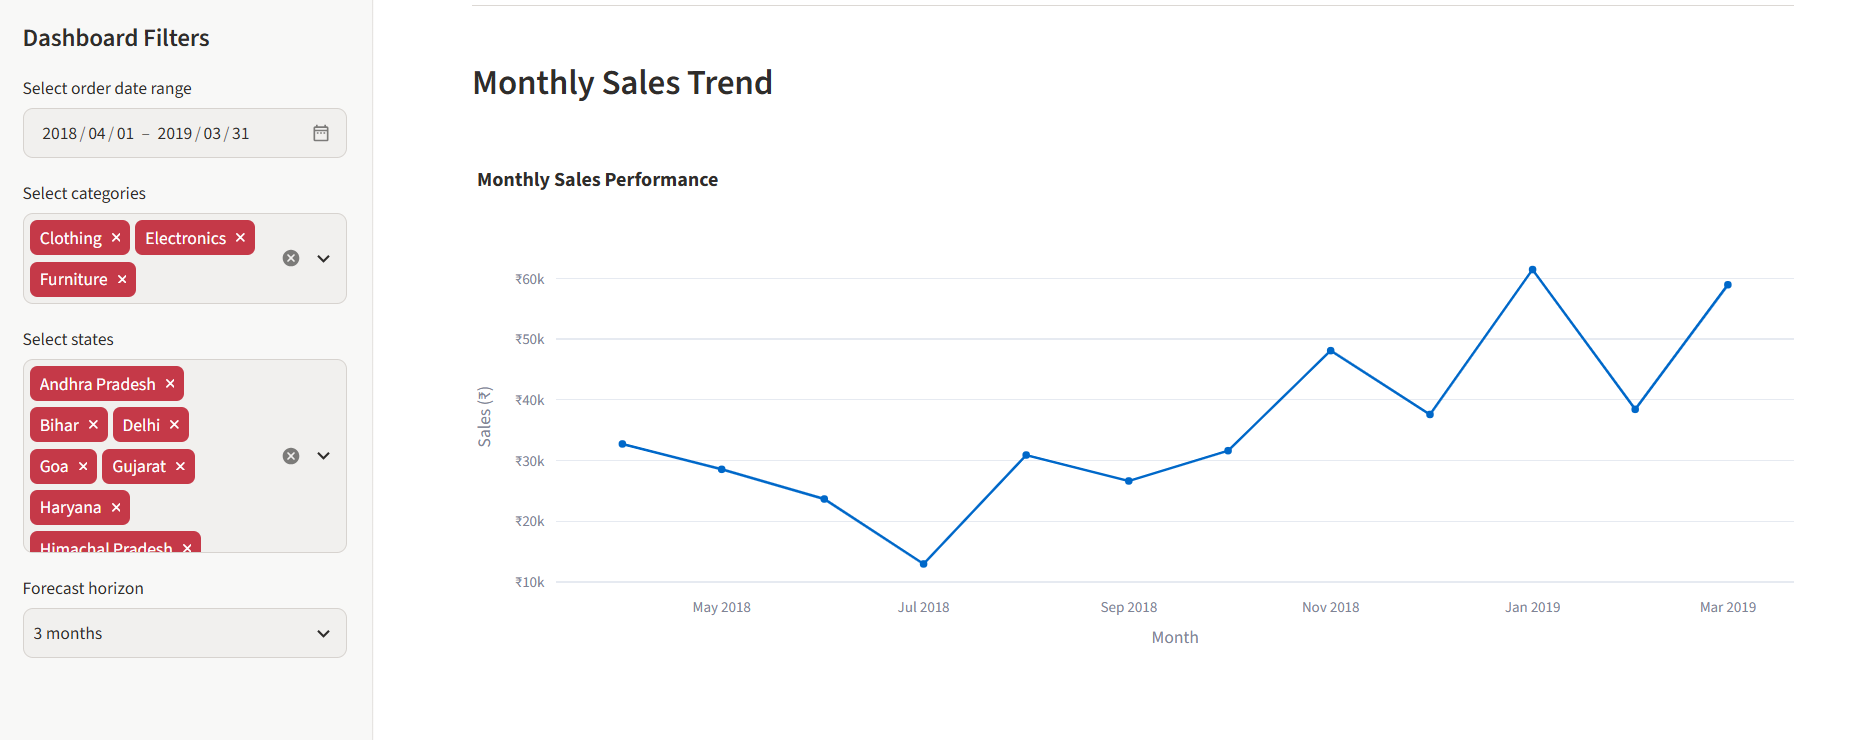 Dashboard Filters
Select order date range
2018 / 04 / 01 – 2019 / 03 / 31
Select categories
Clothing × Electronics ×
Furniture ×
Select states
Andhra Pradesh ×
Bihar × Delhi ×
Goa × Gujarat ×
Haryana ×
Himachal Pradesh ×
Forecast horizon
3 months
Monthly Sales Trend
Monthly Sales Performance
Sales (₹)
₹60k
₹50k
₹40k
₹30k
₹20k
₹10k
May 2018 Jul 2018 Sep 2018 Nov 2018 Jan 2019 Mar 2019
Month